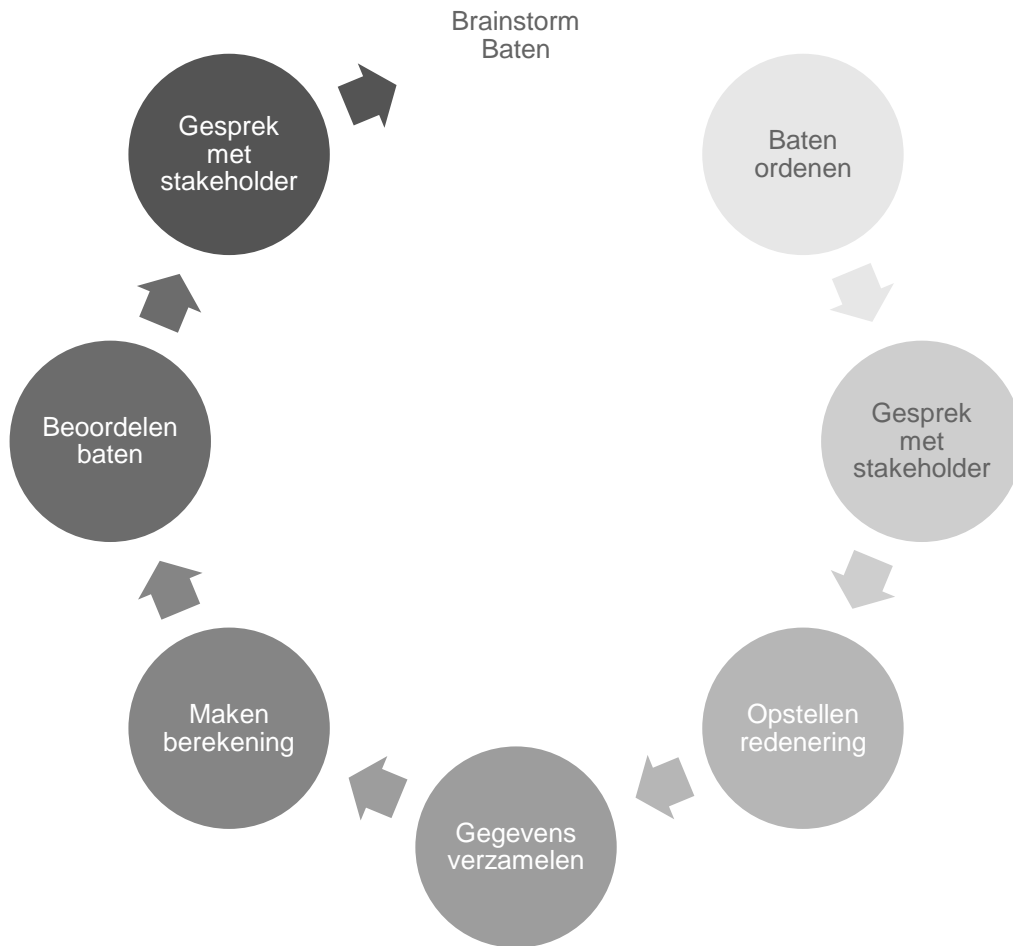 Brainstorm
Baten
Baten
ordenen
Gesprek
met
stakeholder
Opstellen
redenering
Gegevens
verzamelen
Maken
berekening
Beoordelen
baten
Gesprek
met
stakeholder